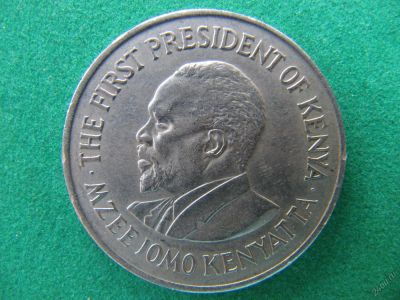 · THE FIRST PRESIDENT OF KENYA ·
MZEE JOMO KENYATTA